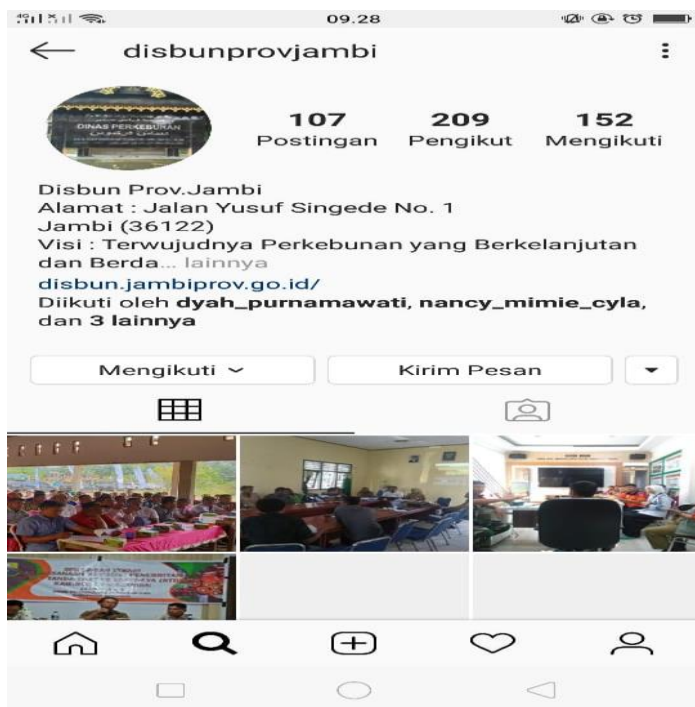 4G
09.28
disbunprovjambi
DINAS PERKEBUNAN
107 209 152
Postingan Pengikut Mengikuti
Disbun Prov.Jambi
Alamat : Jalan Yusuf Singede No. 1
Jambi (36122)
Visi : Terwujudnya Perkebunan yang Berkelanjutan
dan Berda... lainnya
disbun.jambiprov.go.id/
Diikuti oleh dyah_purnamawati, nancy_mimie_cyla,
dan 3 lainnya
Mengikuti Kirim Pesan